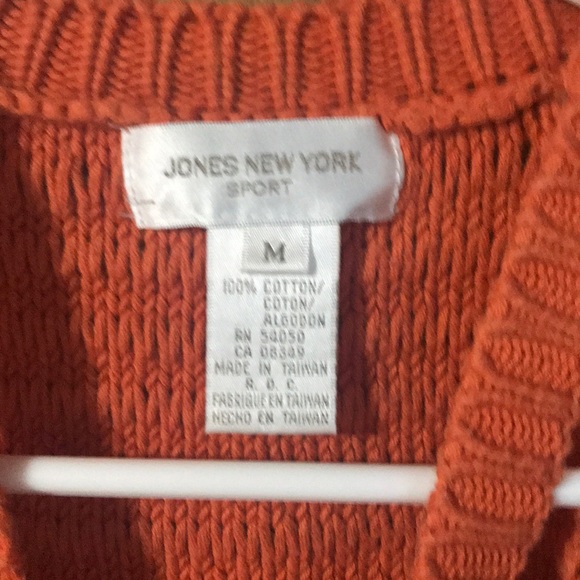 JONES NEW YORK
SPORT
M
100% COTTON/
COTON/
ALGODON
RN 54050
CA 08349
MADE IN TAIWAN
R. O. C.
FABRIQUE EN TAIWAN
HECHO EN TAIWAN